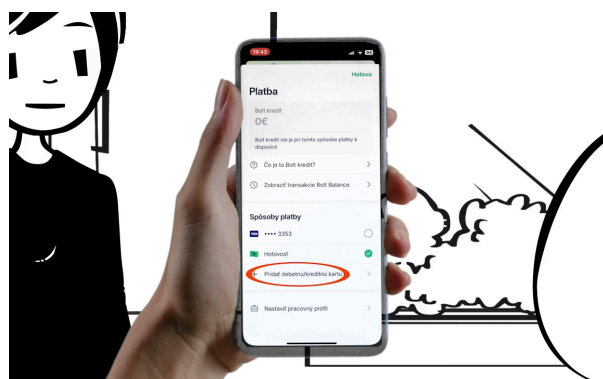 19:43
Hotovo
Platba
Bolt kredit
0€
Bolt kredit nie je pri tomto spôsobe platby k
dispozícii
Čo je to Bolt kredit?
Zobraziť transakcie Bolt Balance
Spôsoby platby
VISA •••• 3353
Hotovosť
+ Pridať debetnú/kreditnú kartu
Nastaviť pracovný profil